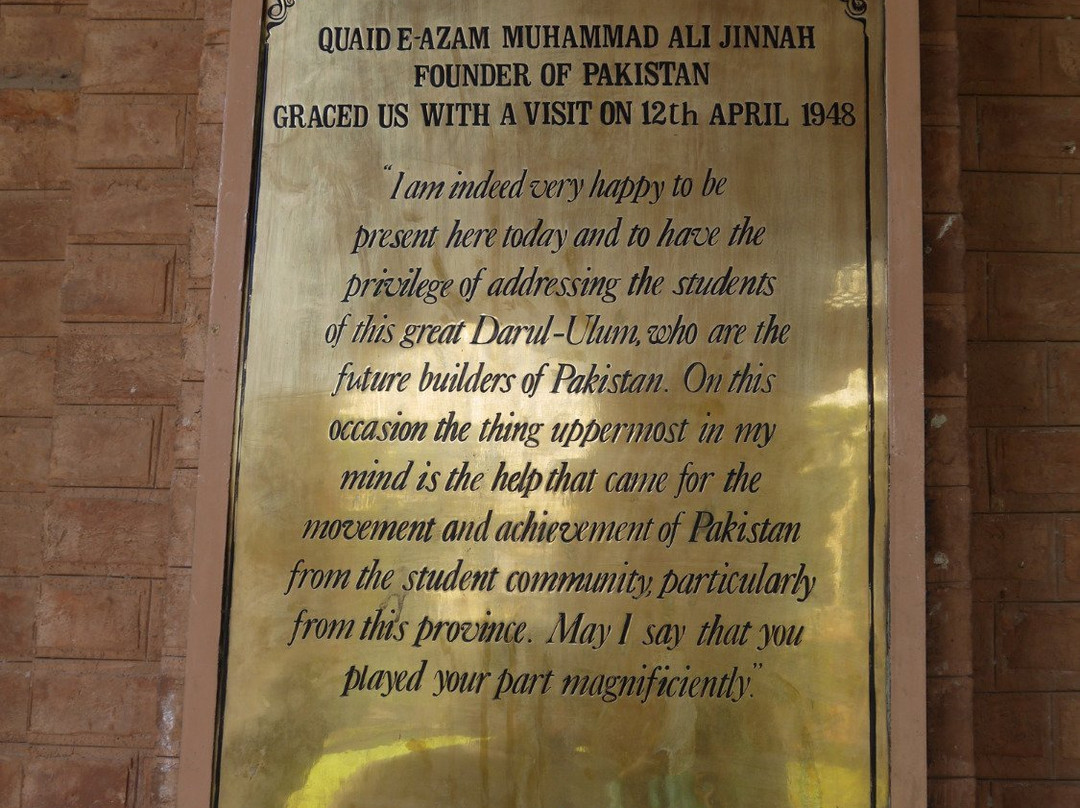 QUAID E-AZAM MUHAMMAD ALI JINNAH
FOUNDER OF PAKISTAN
GRACED US WITH A VISIT ON 12th APRIL 1948
“I am indeed very happy to be
present here today and to have the
privilege of addressing the students
of this great Darul-Ulum, who are the
future builders of Pakistan. On this
occasion the thing uppermost in my
mind is the help that came for the
movement and achievement of Pakistan
from the student community, particularly
from this province. May I say that you
played your part magnificiently.”